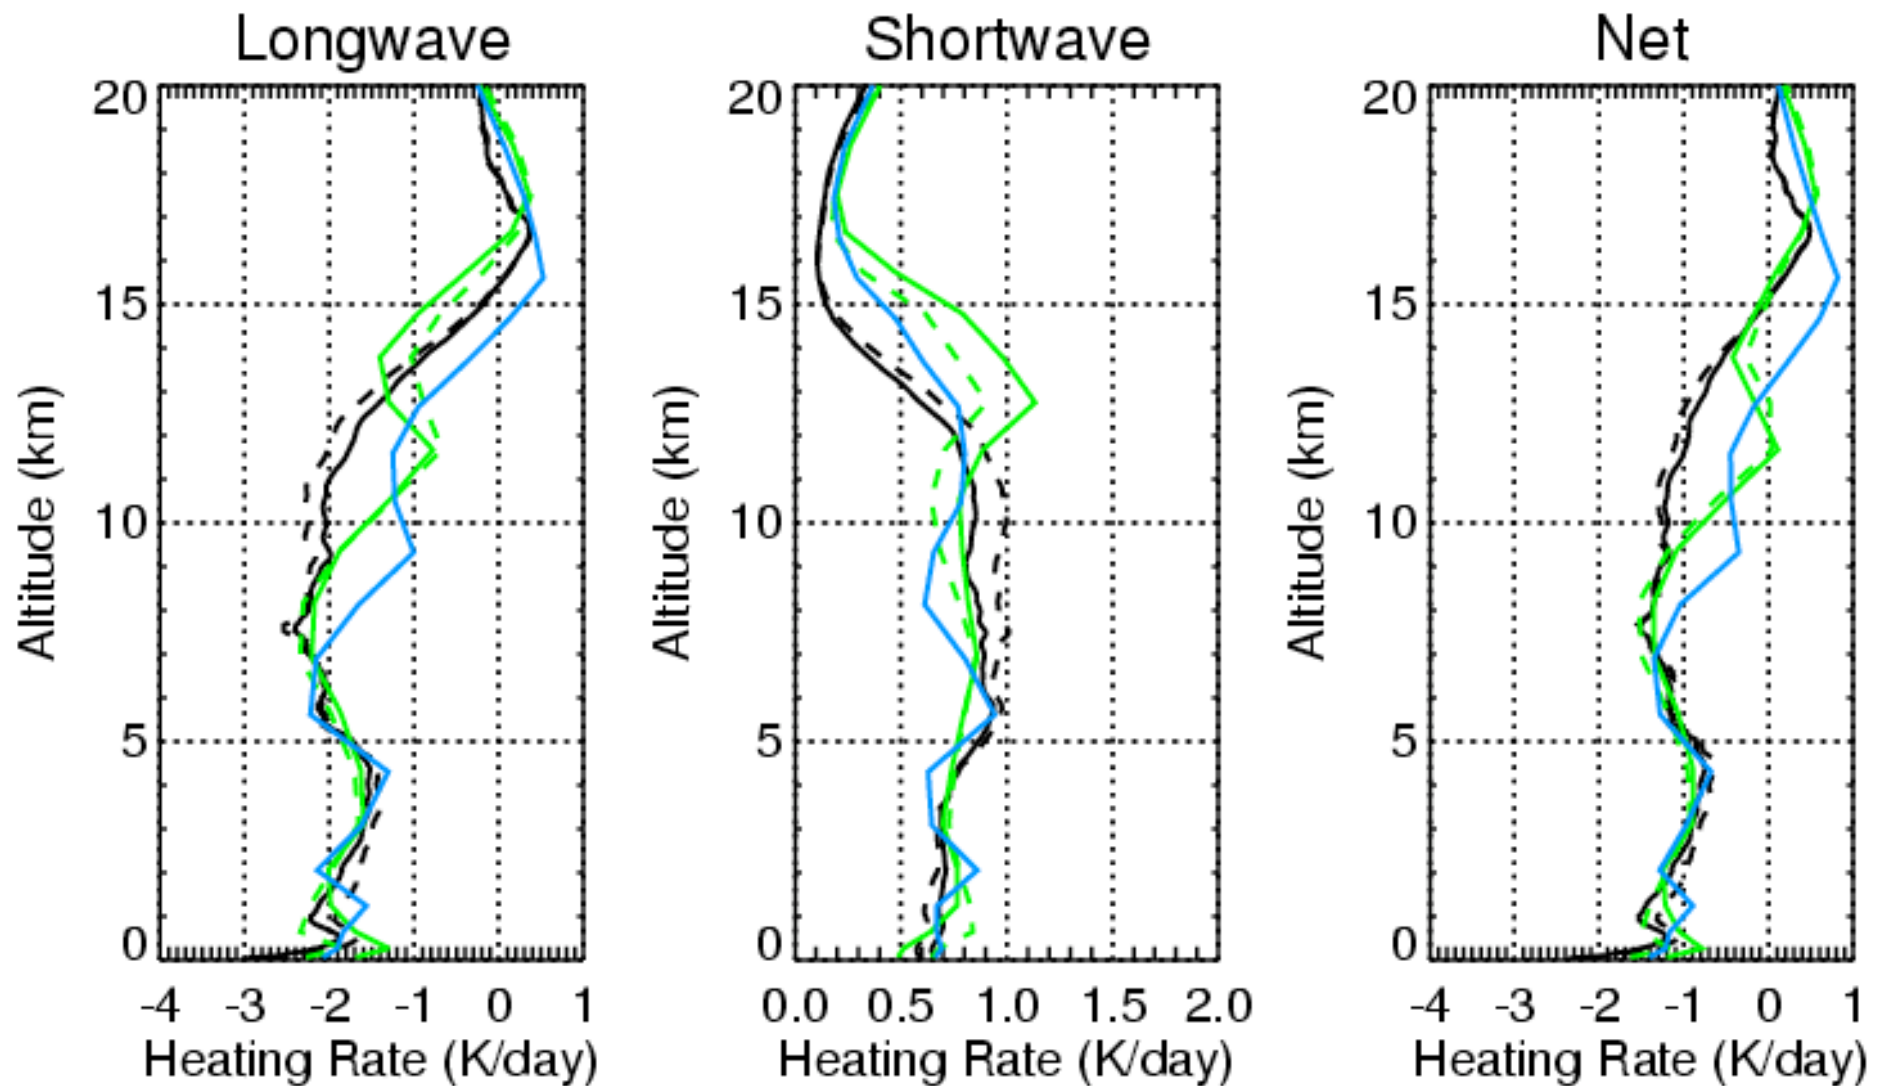 Longwave
Shortwave
Net
20
15
10
5
0
Altitude (km)
-4 -3 -2 -1 0 1
Heating Rate (K/day)
20
15
10
5
0
Altitude (km)
0.0 0.5 1.0 1.5 2.0
Heating Rate (K/day)
20
15
10
5
0
Altitude (km)
-4 -3 -2 -1 0 1
Heating Rate (K/day)